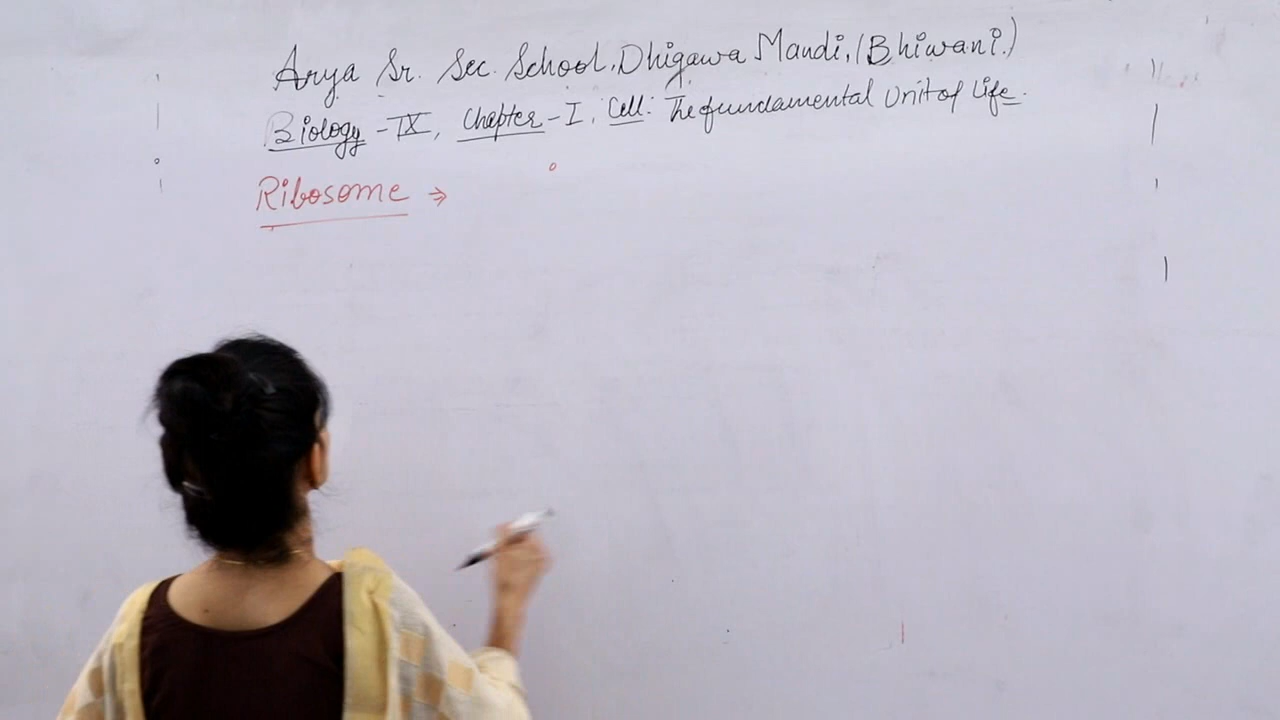 Arya Sr. Sec. School, Dhigawa Mandi, (Bhiwani.)
Biology - IX, Chapter - I, Cell: The fundamental Unit of Life.
Ribosome ⇒